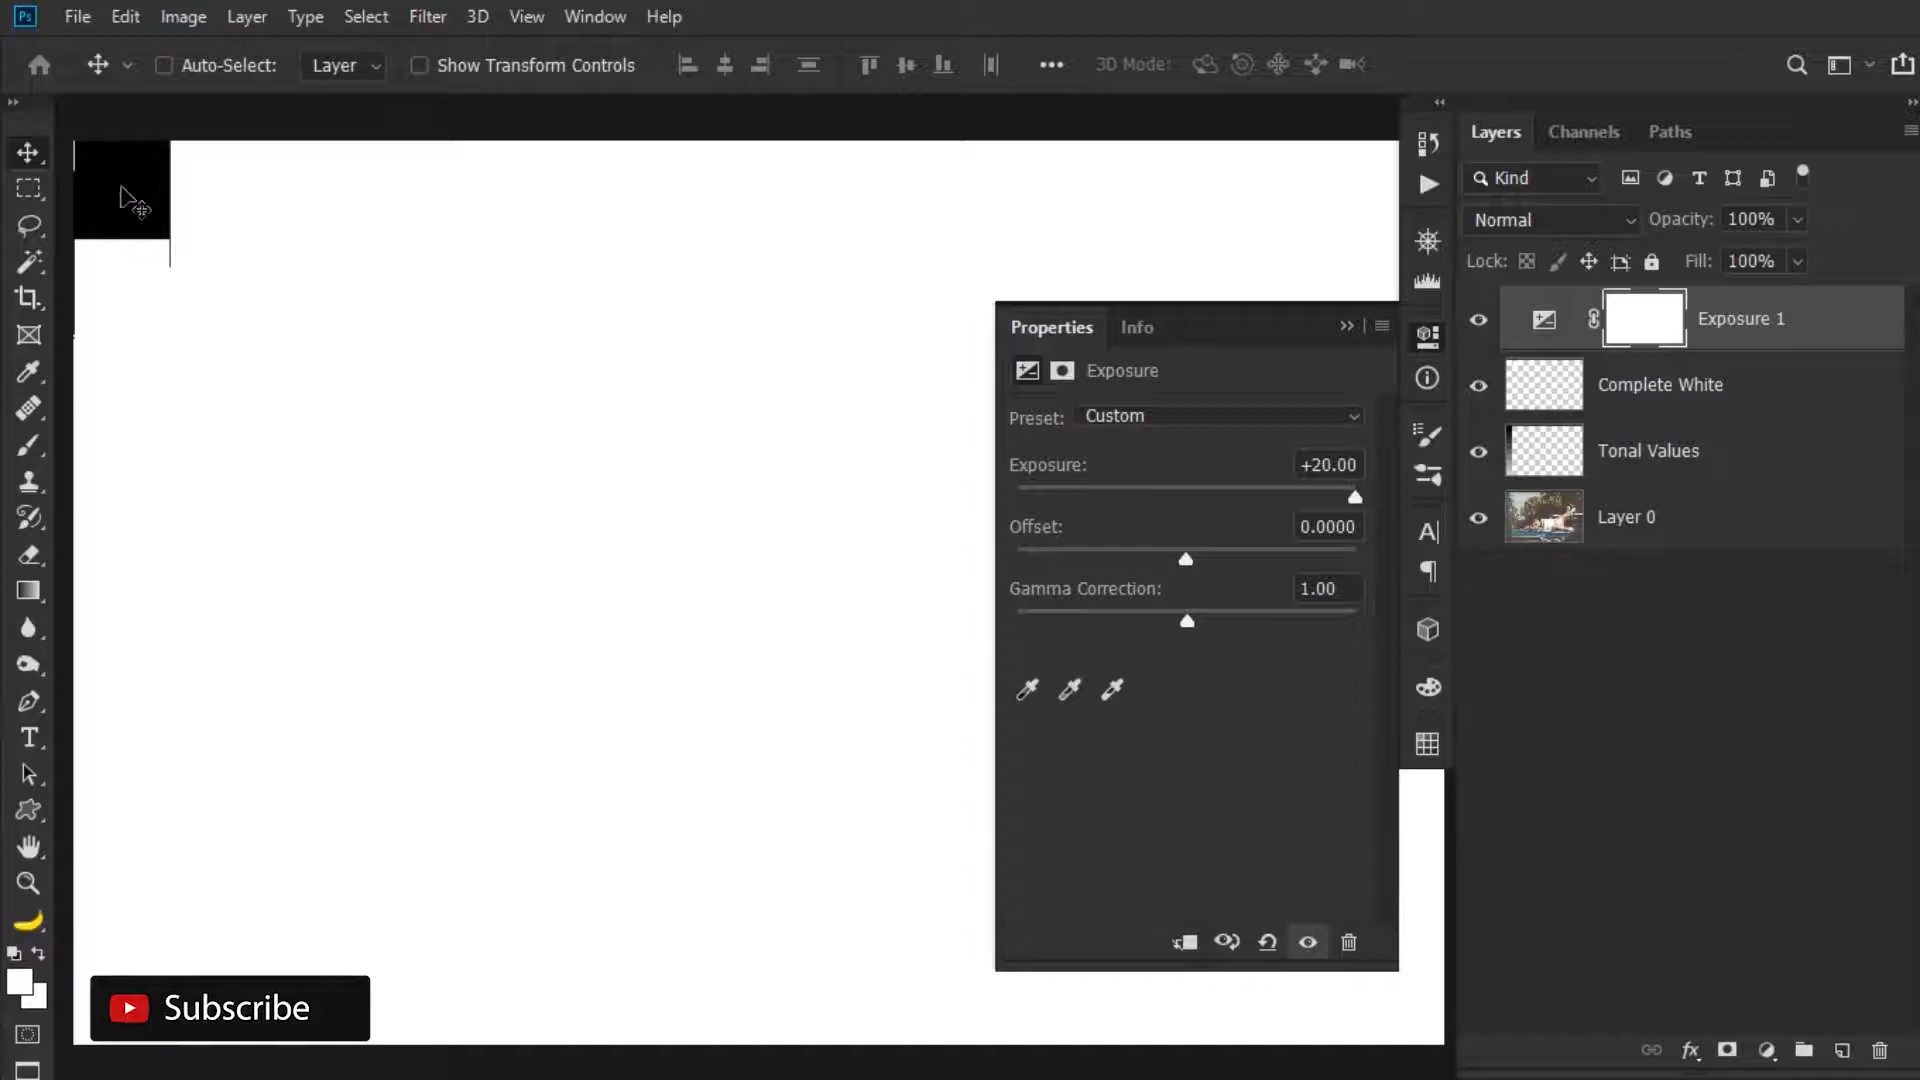 Ps File Edit Image Layer Type Select Filter 3D View Window Help
Auto-Select: Layer Show Transform Controls 3D Mode:
Layers Channels Paths
Kind
Normal Opacity: 100%
Lock: Fill: 100%
Exposure 1
Complete White
Tonal Values
Layer 0
Properties Info
Exposure
Preset: Custom
Exposure: +20.00
Offset: 0.0000
Gamma Correction: 1.00
Subscribe
fx